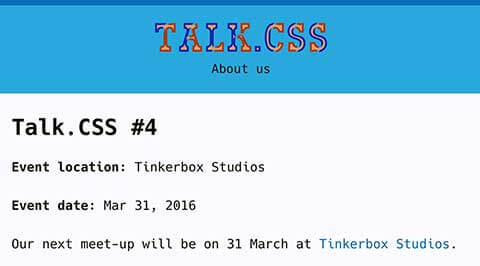 TALK.CSS
About us
Talk.CSS #4
Event location: Tinkerbox Studios
Event date: Mar 31, 2016
Our next meet-up will be on 31 March at Tinkerbox Studios.